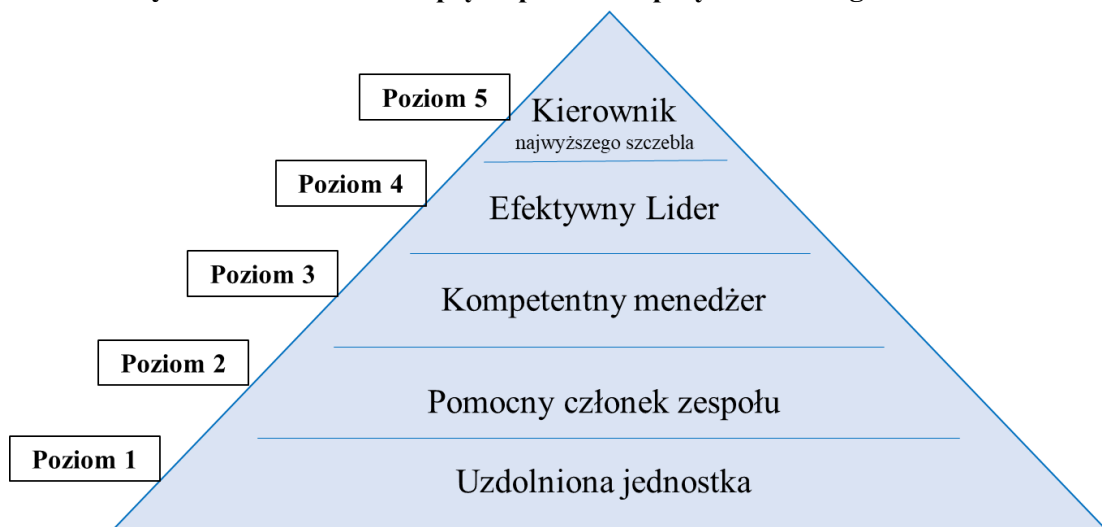 Poziom 5
Kierownik
najwyższego szczebla
Poziom 4
Efektywny Lider
Poziom 3
Kompetentny menedżer
Poziom 2
Pomocny członek zespołu
Poziom 1
Uzdolniona jednostka